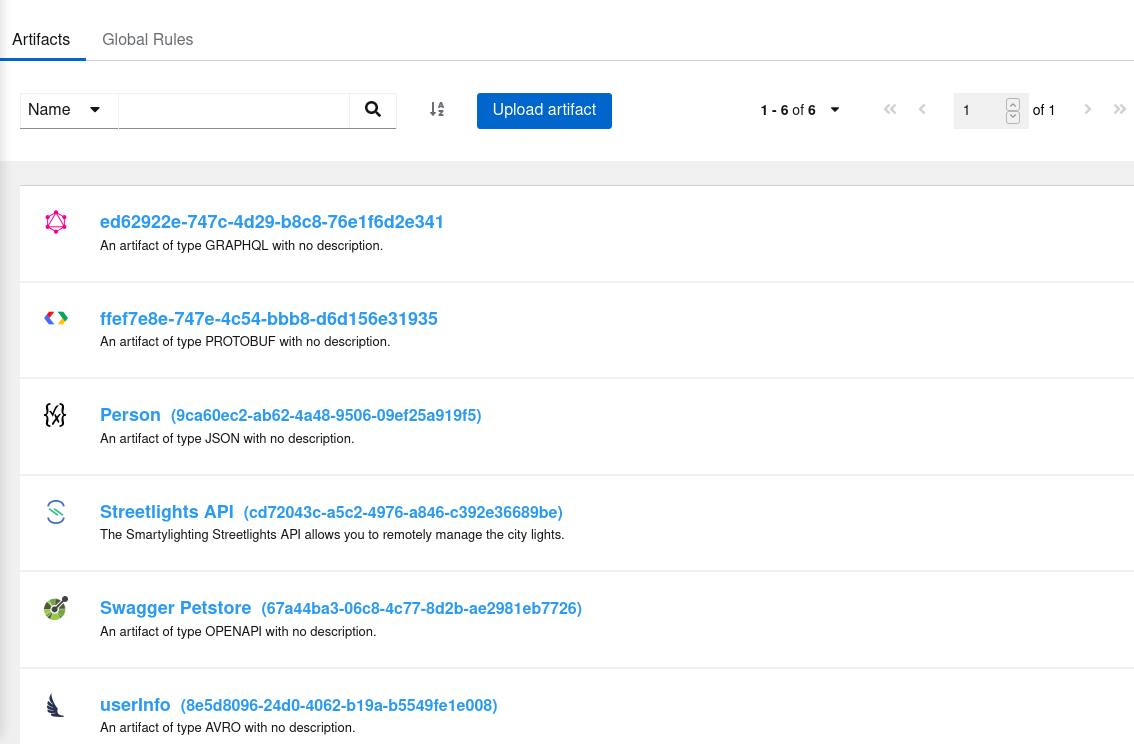 Artifacts Global Rules
Name Upload artifact 1 - 6 of 6 1 of 1
ed62922e-747c-4d29-b8c8-76e1f6d2e341
An artifact of type GRAPHQL with no description.
ffef7e8e-747e-4c54-bbb8-d6d156e31935
An artifact of type PROTOBUF with no description.
Person (9ca60ec2-ab62-4a48-9506-09ef25a919f5)
An artifact of type JSON with no description.
Streetlights API (cd72043c-a5c2-4976-a846-c392e36689be)
The Smartylighting Streetlights API allows you to remotely manage the city lights.
Swagger Petstore (67a44ba3-06c8-4c77-8d2b-ae2981eb7726)
An artifact of type OPENAPI with no description.
userInfo (8e5d8096-24d0-4062-b19a-b5549fe1e008)
An artifact of type AVRO with no description.